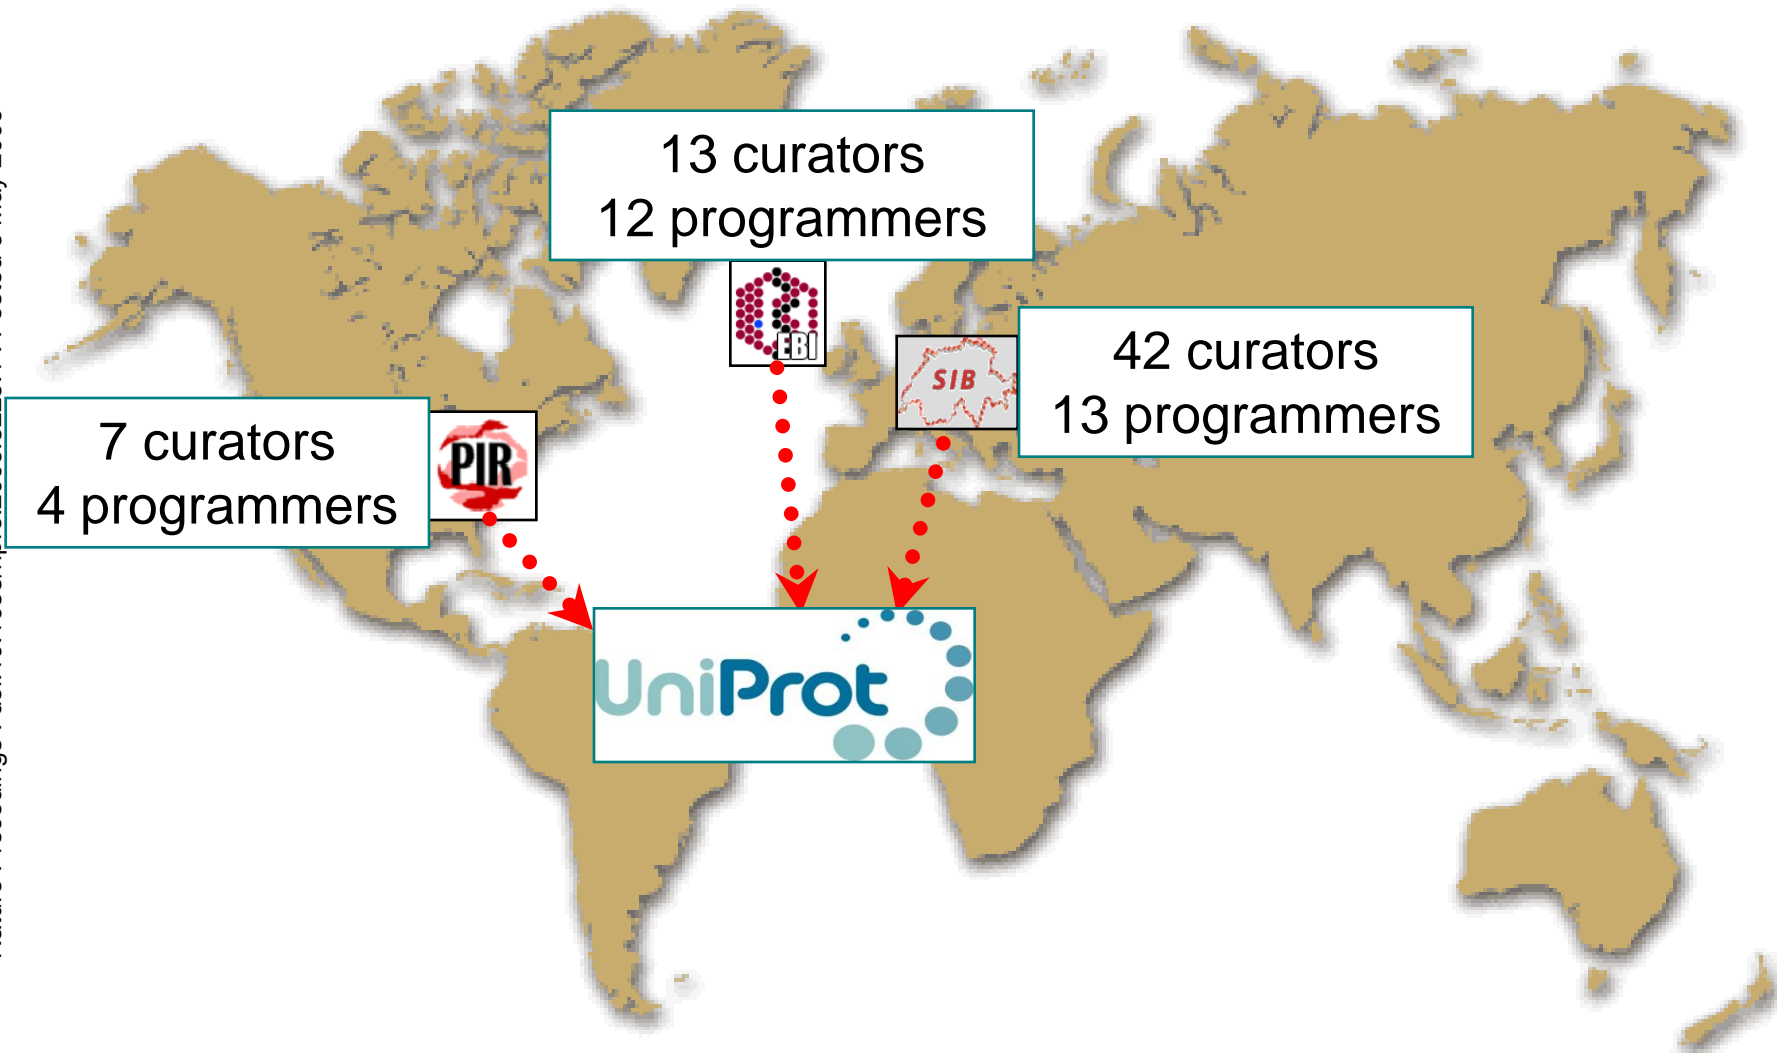 13 curators
12 programmers
EBI
SIB
42 curators
13 programmers
7 curators
4 programmers
PIR
UniProt